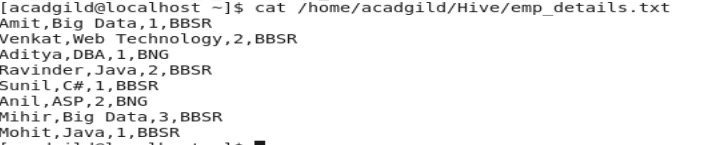 [acadgild@localhost ~]$ cat /home/acadgild/Hive/emp_details.txt
Amit,Big Data,1,BBSR
Venkat,Web Technology,2,BBSR
Aditya,DBA,1,BNG
Ravinder,Java,2,BBSR
Sunil,C#,1,BBSR
Anil,ASP,2,BNG
Mihir,Big Data,3,BBSR
Mohit,Java,1,BBSR